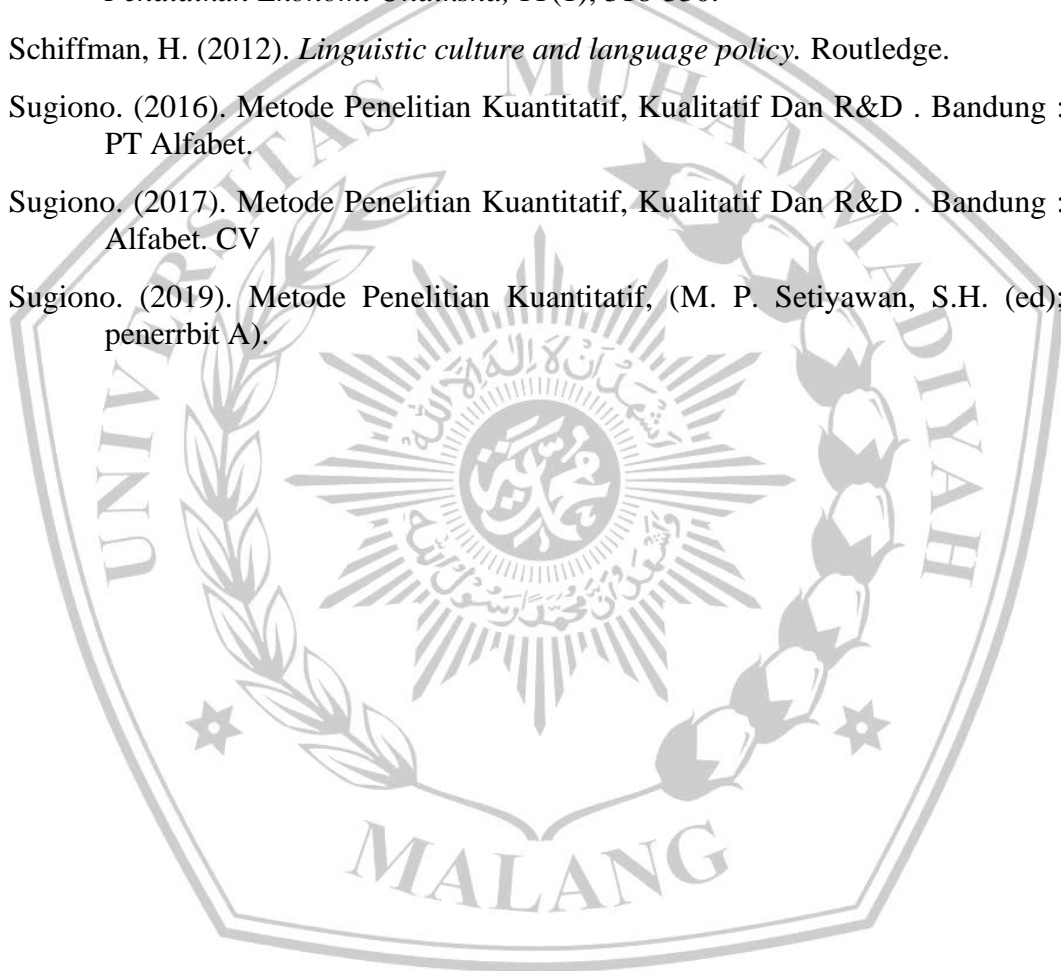 Pendidikan Ekonomi Undiksha, 11(1), 318-330.
Schiffman, H. (2012). Linguistic culture and language policy. Routledge.
Sugiono. (2016). Metode Penelitian Kuantitatif, Kualitatif Dan R&D . Bandung :
PT Alfabet.
Sugiono. (2017). Metode Penelitian Kuantitatif, Kualitatif Dan R&D . Bandung :
Alfabet. CV
Sugiono. (2019). Metode Penelitian Kuantitatif, (M. P. Setiyawan, S.H. (ed);
penerrbit A).
UNIVERSITAS MUHAMMADIYAH
MALANG